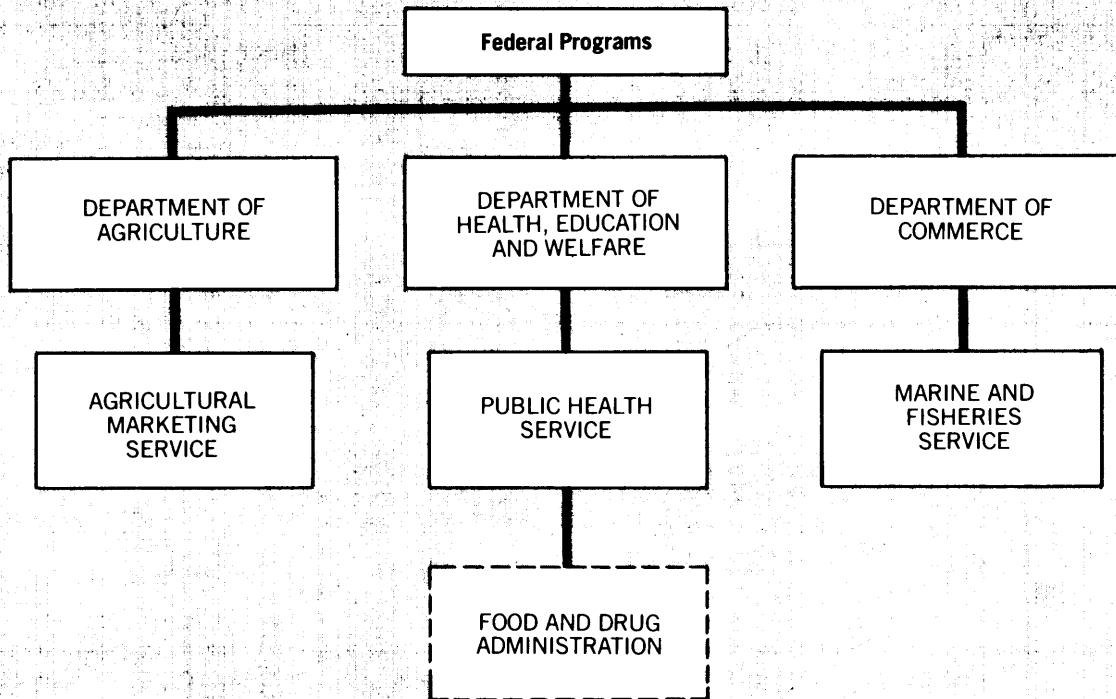 Federal Programs
DEPARTMENT OF
AGRICULTURE
DEPARTMENT OF
HEALTH, EDUCATION
AND WELFARE
DEPARTMENT OF
COMMERCE
AGRICULTURAL
MARKETING
SERVICE
PUBLIC HEALTH
SERVICE
MARINE AND
FISHERIES
SERVICE
FOOD AND DRUG
ADMINISTRATION